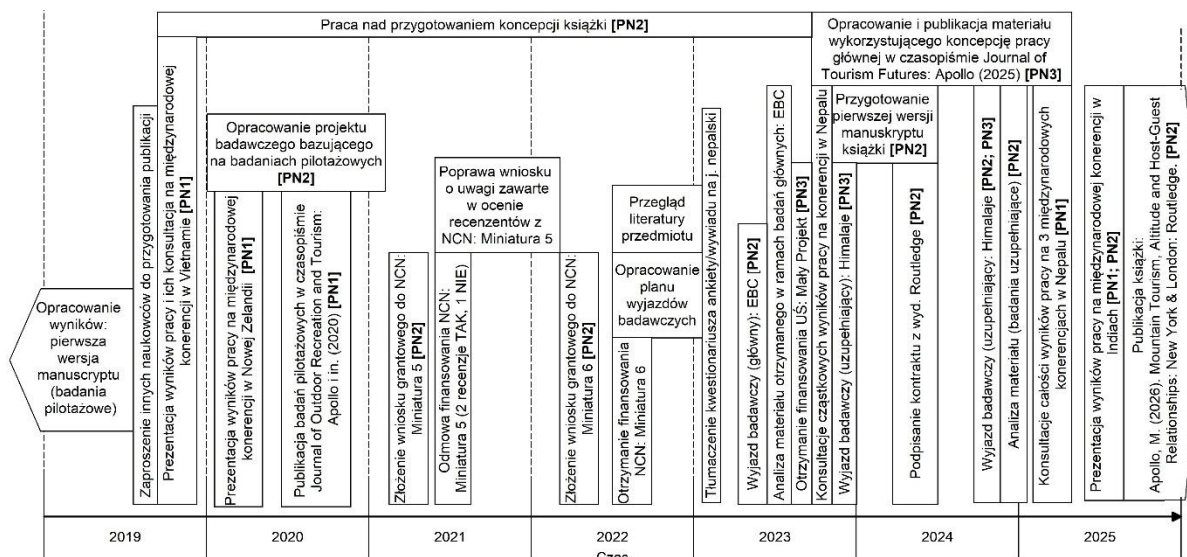 Praca nad przygotowaniem koncepcji książki [PN2]
Opracowanie i publikacja materiału
wykorzystującego koncepcję pracy
głównej w czasopiśmie Journal of
Tourism Futures: Apollo (2025) [PN3]
Opracowanie
wyników:
pierwsza
wersja
manuskryptu
(badania
pilotażowe)
Zaproszenie innych naukowców do przygotowania publikacji
Prezentacja wyników pracy i ich konsultacja na międzynarodowej
konerencji w Vietnamie [PN1]
Opracowanie projektu
badawczego bazującego
na badaniach pilotażowych
[PN2]
Prezentacja wyników pracy na międzynarodowej
konerencji w Nowej Zelandii [PN1]
Publikacja badań pilotażowych w czasopiśmie
Journal of Outdoor Recreation and Tourism:
Apollo i in. (2020) [PN1]
Złożenie wniosku grantowego do NCN:
Miniatura 5 [PN2]
Poprawa wniosku
o uwagi zawarte
w ocenie
recenzentów z
NCN: Miniatura 5
Odmowa finansowania NCN:
Miniatura 5 (2 recenzje TAK, 1 NIE)
Złożenie wniosku grantowego do NCN:
Miniatura 6 [PN2]
Przegląd
literatury
przedmiotu
Opracowanie
planu
wyjazdów
badawczych
Otrzymanie finansowania
NCN: Miniatura 6
Tłumaczenie kwestionariusza ankiety/wywiadu na j. nepalski
Wyjazd badawczy (główny): EBC [PN2]
Analiza materiału otrzymanego w ramach badań głównych: EBC
Otrzymanie finansowania UŚ: Mały Projekt [PN3]
Konsultacje cząstkowych wyników pracy na konerencji w Nepalu
Wyjazd badawczy (uzupełniający): Himalaje [PN3]
Przygotowanie
pierwszej wersji
manuskryptu
książki [PN2]
Podpisanie kontraktu z wyd. Routledge [PN2]
Wyjazd badawczy (uzupełniający: Himalaje [PN2; PN3]
Analiza materiału (badania uzupełniające) [PN2]
Konsultacje całości wyników pracy na 3 międzynarodowych
konerencjach w Nepalu [PN1]
Prezentacja wyników pracy na międzynarodowej konerencji w
Indiach [PN1; PN2]
Publikacja książki:
Apollo, M. (2026). Mountain Tourism, Altitude and Host-Guest
Relationships: New York & London: Routledge. [PN2]
2019
2020
2021
2022
2023
2024
2025
Czas